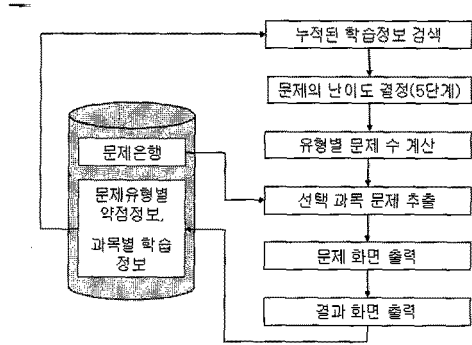 누적된 학습정보 검색
문제의 난이도 결정(5단계)
유형별 문제 수 계산
선택 과목 문제 추출
문제 화면 출력
결과 화면 출력
문제은행
문제유형별
약점정보,
과목별 학습
정보